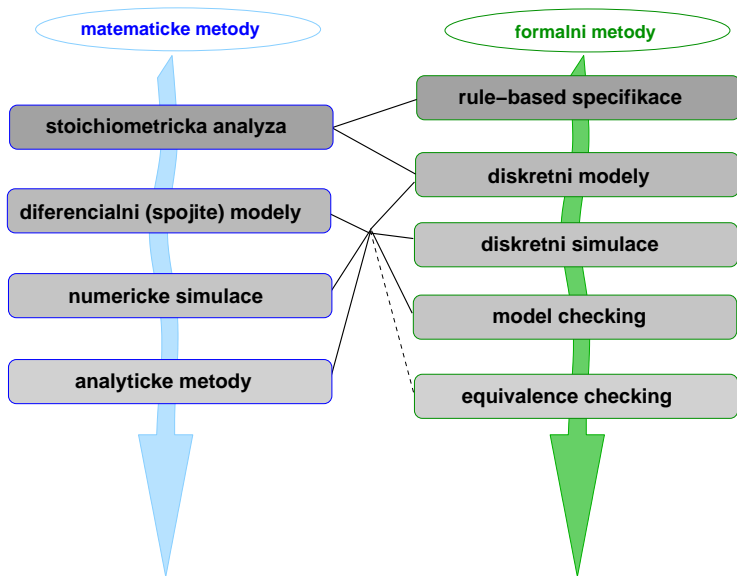 matematicke metody
stoichiometricka analyza
diferencialni (spojite) modely
numericke simulace
analyticke metody
formalni metody
rule−based specifikace
diskretni modely
diskretni simulace
model checking
equivalence checking